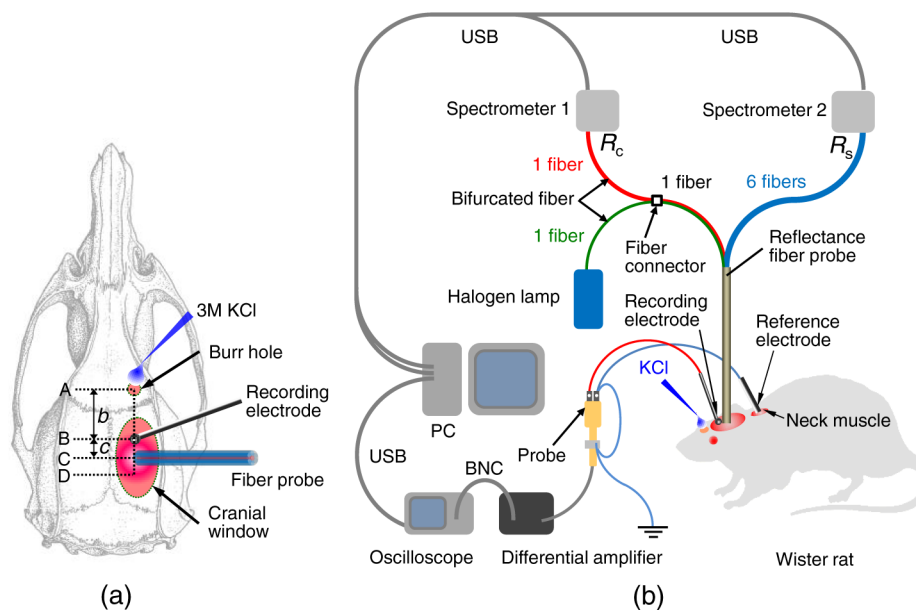 3M KCl
Burr hole
Recording
electrode
A
b
B
c
C
D
Fiber probe
Cranial
window
(a)
USB
USB
Spectrometer 1
Spectrometer 2
Rc
Rs
1 fiber
1 fiber
6 fibers
Bifurcated fiber
1 fiber
Fiber
connector
Reflectance
fiber probe
Halogen lamp
Recording
electrode
Reference
electrode
KCl
PC
Probe
Neck muscle
USB
BNC
Oscilloscope
Differential amplifier
Wister rat
(b)